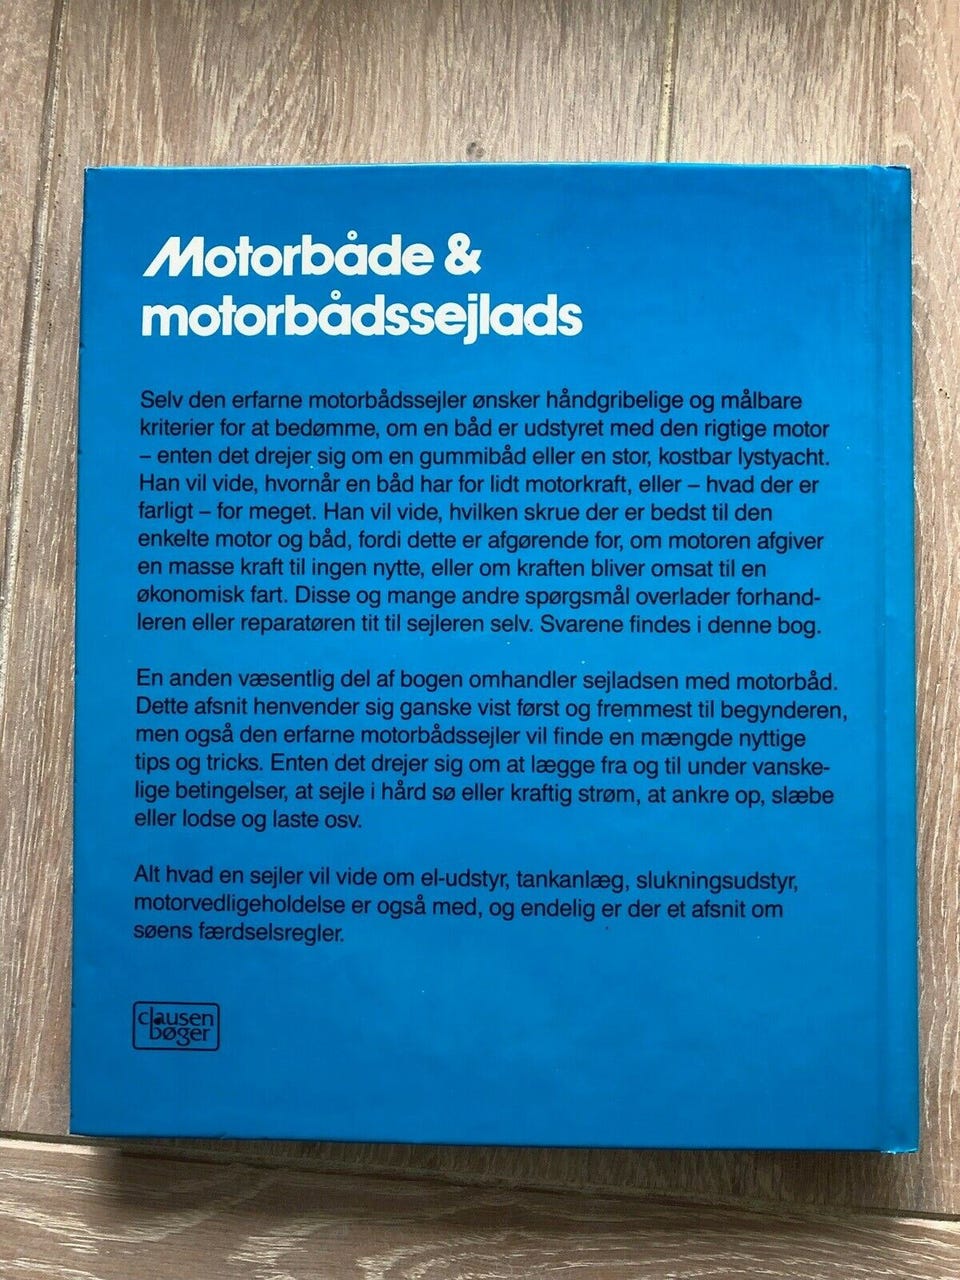 Motorbåde &
motorbådssejlads
Selv den erfarne motorbådssejler ønsker håndgribelige og målbare
kriterier for at bedømme, om en båd er udstyret med den rigtige motor
– enten det drejer sig om en gummibåd eller en stor, kostbar lystyacht.
Han vil vide, hvornår en båd har for lidt motorkraft, eller – hvad der er
farligt – for meget. Han vil vide, hvilken skrue der er bedst til den
enkelte motor og båd, fordi dette er afgørende for, om motoren afgiver
en masse kraft til ingen nytte, eller om kraften bliver omsat til en
økonomisk fart. Disse og mange andre spørgsmål overlader forhand-
leren eller reparatøren tit til sejleren selv. Svarene findes i denne bog.
En anden væsentlig del af bogen omhandler sejladsen med motorbåd.
Dette afsnit henvender sig ganske vist først og fremmest til begynderen,
men også den erfarne motorbådssejler vil finde en mængde nyttige
tips og tricks. Enten det drejer sig om at lægge fra og til under vanske-
lige betingelser, at sejle i hård sø eller kraftig strøm, at ankre op, slæbe
eller lodse og laste osv.
Alt hvad en sejler vil vide om el-udstyr, tankanlæg, slukningsudstyr,
motorvedligeholdelse er også med, og endelig er der et afsnit om
søens færdselsregler.
clausen
bøger